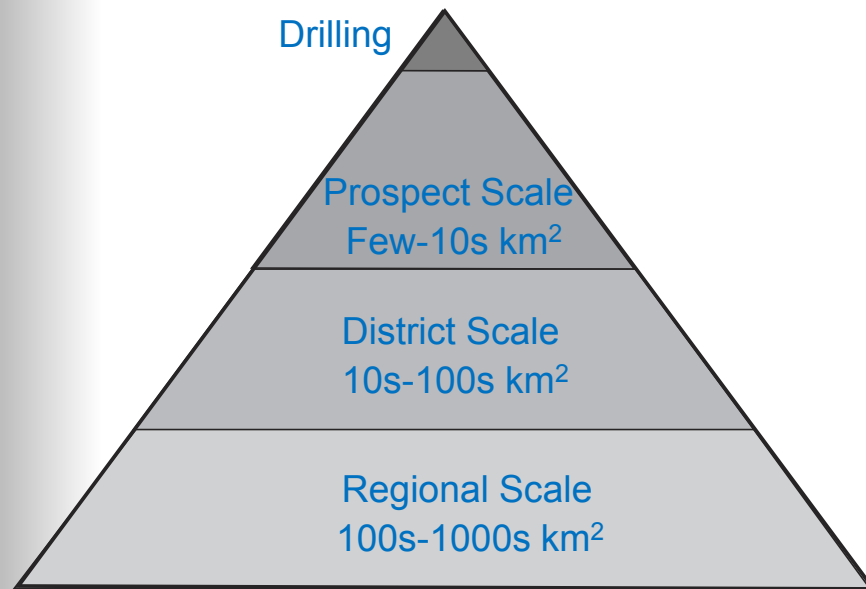 Drilling
Prospect Scale
Few-10s km²
District Scale
10s-100s km²
Regional Scale
100s-1000s km²